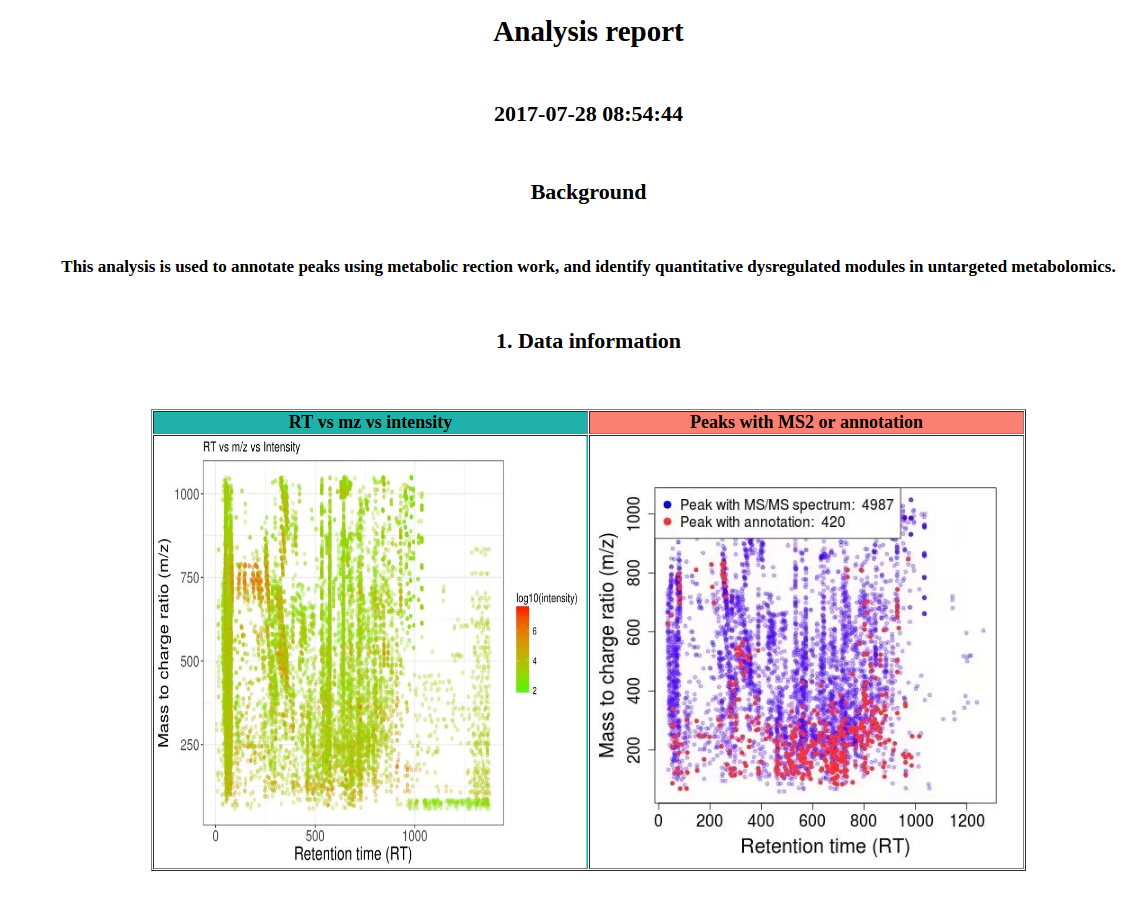 Analysis report
2017-07-28 08:54:44
Background
This analysis is used to annotate peaks using metabolic rection work, and identify quantitative dysregulated modules in untargeted metabolomics.
1. Data information
RT vs mz vs intensity
Peaks with MS2 or annotation
RT vs m/z vs Intensity
Mass to charge ratio (m/z)
1000
750
500
250
0 500 1000
Retention time (RT)
log10(intensity)
6
4
2
Peak with MS/MS spectrum: 4987
Peak with annotation: 420
Mass to charge ratio (m/z)
1000
800
600
400
200
0 200 400 600 800 1000 1200
Retention time (RT)